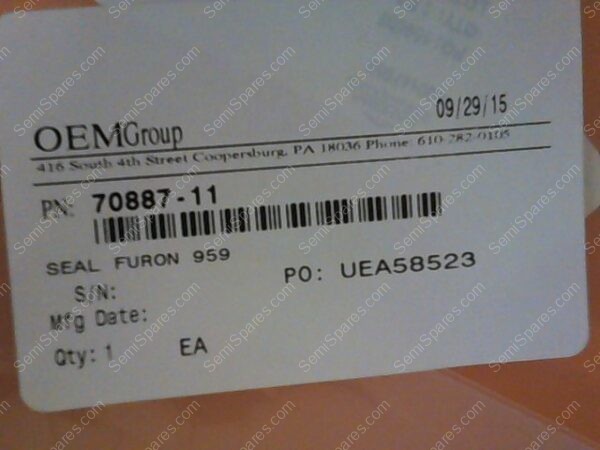 09/29/15
OEMGroup
416 South 4th Street Coopersburg, PA 18036 Phone: 610-282-0105
PN: 70887-11
SEAL FURON 959
PO: UEA58523
S/N:
Mfg Date:
Qty: 1 EA
SemiSpares.com